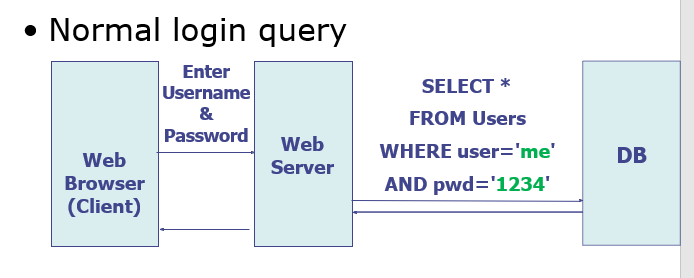 • Normal login query
Enter
Username
&
Password
Web
Browser
(Client)
Web
Server
SELECT *
FROM Users
WHERE user='me'
AND pwd='1234'
DB